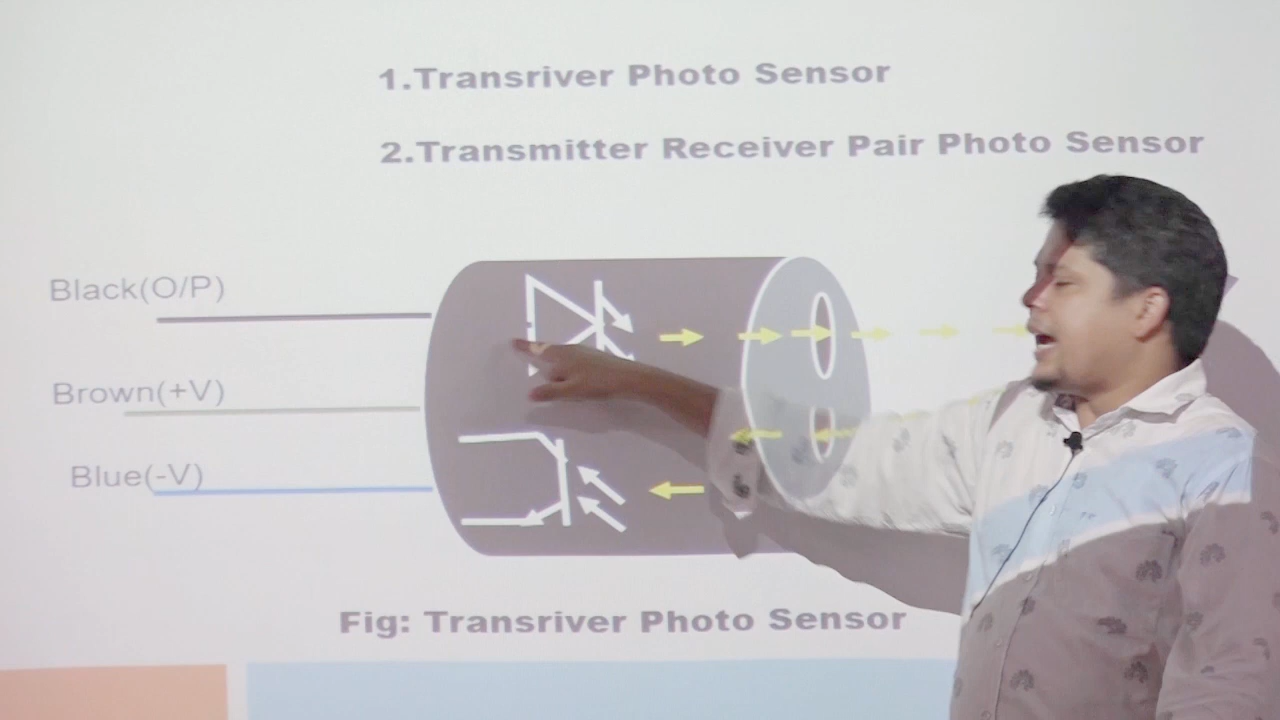 1.Transriver Photo Sensor
2.Transmitter Receiver Pair Photo Sensor
Black(O/P)
Brown(+V)
Blue(-V)
Fig: Transriver Photo Sensor